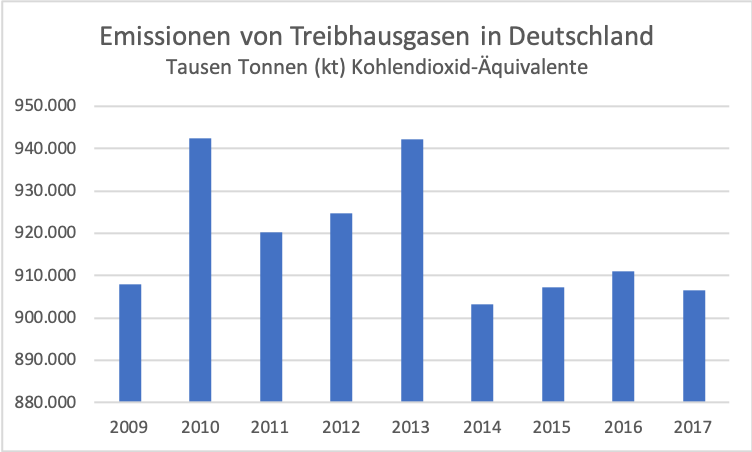 Emissionen von Treibhausgasen in Deutschland
Tausen Tonnen (kt) Kohlendioxid-Äquivalente
950.000
940.000
930.000
920.000
910.000
900.000
890.000
880.000
2009 2010 2011 2012 2013 2014 2015 2016 2017